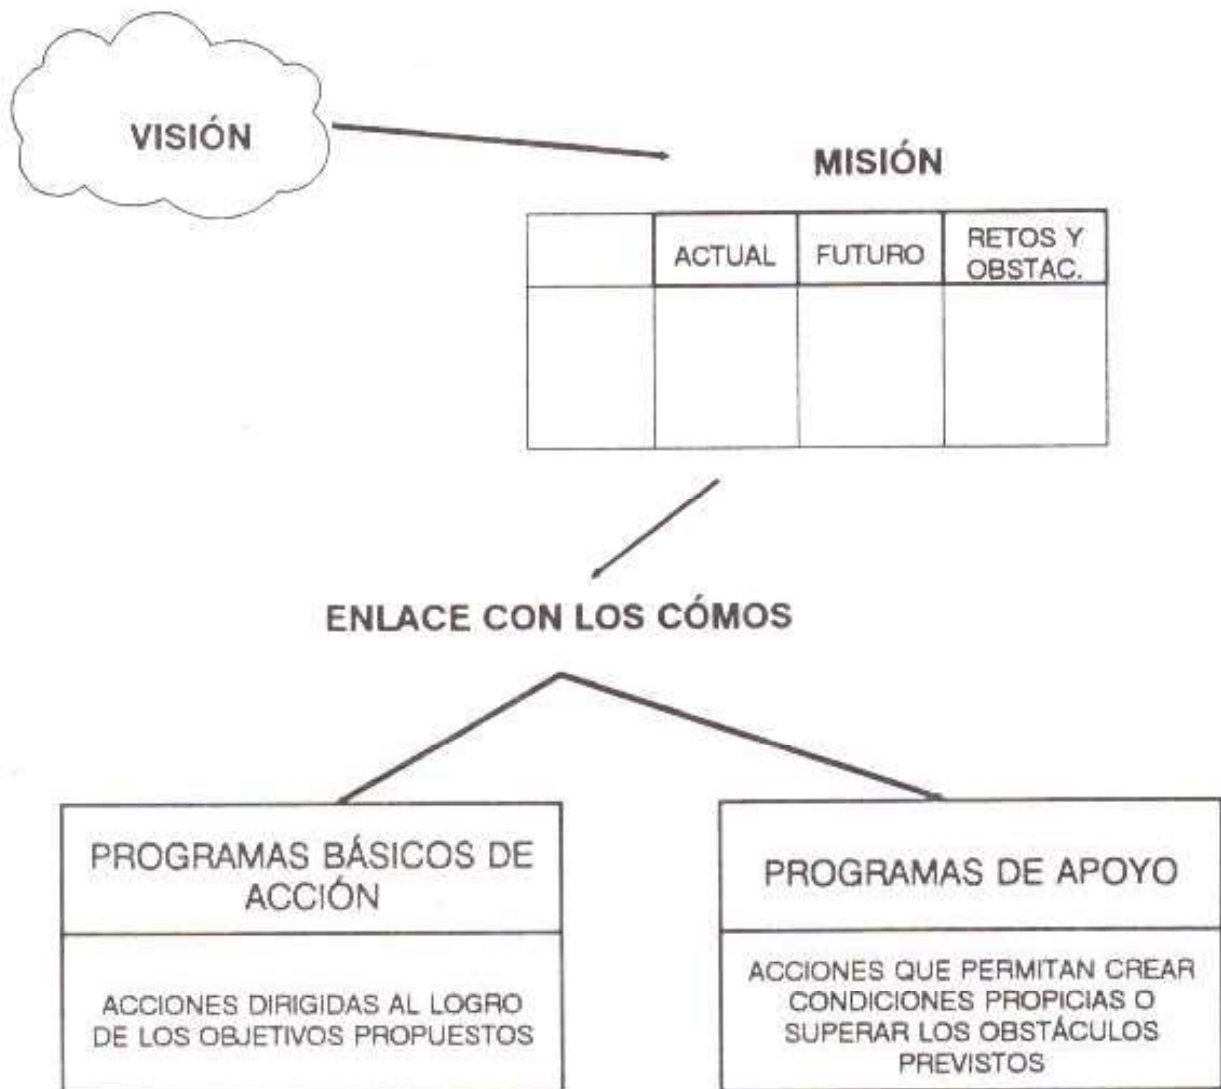 VISIÓN
MISIÓN
ACTUAL
FUTURO
RETOS Y
OBSTAC.
ENLACE CON LOS CÓMOS
PROGRAMAS BÁSICOS DE
ACCIÓN
ACCIONES DIRIGIDAS AL LOGRO
DE LOS OBJETIVOS PROPUESTOS
PROGRAMAS DE APOYO
ACCIONES QUE PERMITAN CREAR
CONDICIONES PROPICIAS O
SUPERAR LOS OBSTÁCULOS
PREVISTOS